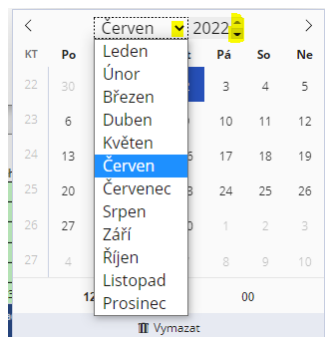 < Červen 2022 >
KT Po Pá So Ne
Leden
22 30 3 4 5
Únor
Březen
23 6 10 11 12
Duben
Květen
24 13 17 18 19
Červen
25 20 Červenec 24 25 26
Srpen
26 27 1 2 3
Září
Říjen
27 4 8 9 10
Listopad
12 00
Prosinec
Vymazat